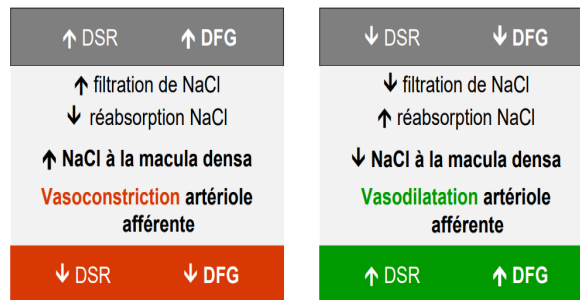 ↑ DSR ↑ DFG
↑ filtration de NaCl
↓ réabsorption NaCl
↑ NaCl à la macula densa
Vasoconstriction artériole
afférente
↓ DSR ↓ DFG
↓ DSR ↓ DFG
↓ filtration de NaCl
↑ réabsorption NaCl
↓ NaCl à la macula densa
Vasodilatation artériole
afférente
↑ DSR ↑ DFG